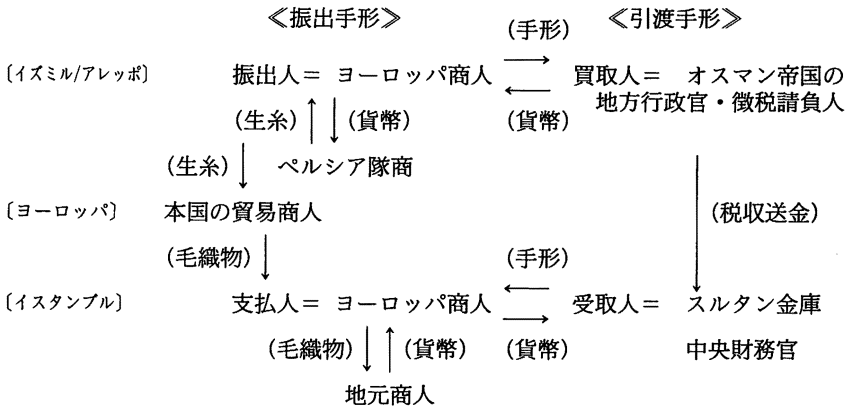 ≪振出手形≫ ≪引渡手形≫
(手形)
〔イズミル/アレッポ〕 振出人＝ ヨーロッパ商人 買取人＝ オスマン帝国の
地方行政官・徴税請負人
(生糸) (貨幣) (貨幣)
(生糸) ペルシア隊商
〔ヨーロッパ〕 本国の貿易商人 (税収送金)
(毛織物) (手形)
〔イスタンブル〕 支払人＝ ヨーロッパ商人 受取人＝ スルタン金庫
(毛織物) (貨幣) (貨幣) 中央財務官
地元商人